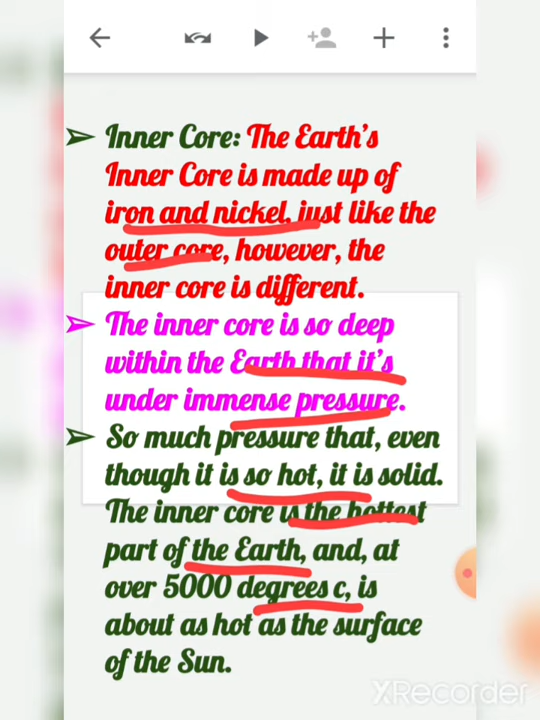 ➢ Inner Core: The Earth's
Inner Core is made up of
iron and nickel, just like the
outer core, however, the
inner core is different.
➢ The inner core is so deep
within the Earth that it's
under immense pressure.
➢ So much pressure that, even
though it is so hot, it is solid.
The inner core is the hottest
part of the Earth, and, at
over 5000 degrees c, is
about as hot as the surface
of the Sun.
XRecorder